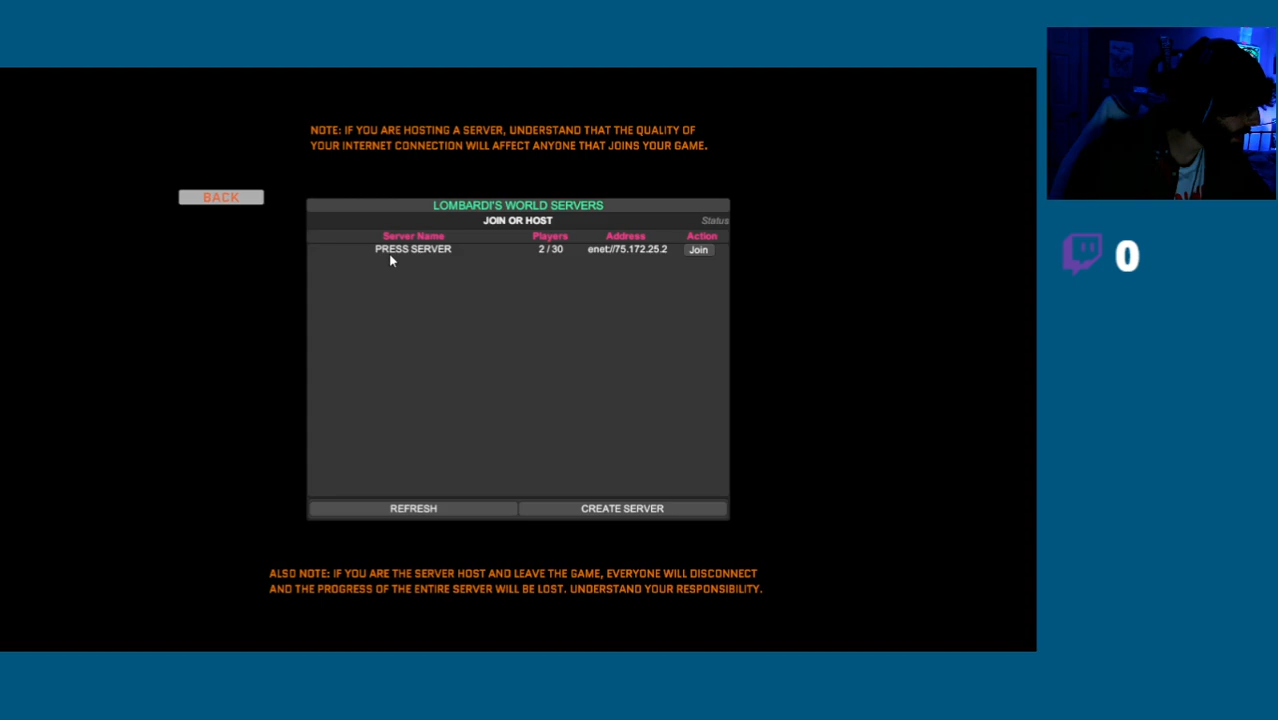 NOTE: IF YOU ARE HOSTING A SERVER, UNDERSTAND THAT THE QUALITY OF
YOUR INTERNET CONNECTION WILL AFFECT ANYONE THAT JOINS YOUR GAME.
BACK
LOMBARDI'S WORLD SERVERS
JOIN OR HOST
Status
Server Name Players Address Action
PRESS SERVER 2 / 30 enet://75.172.25.2 Join
REFRESH CREATE SERVER
ALSO NOTE: IF YOU ARE THE SERVER HOST AND LEAVE THE GAME, EVERYONE WILL DISCONNECT
AND THE PROGRESS OF THE ENTIRE SERVER WILL BE LOST. UNDERSTAND YOUR RESPONSIBILITY.
0